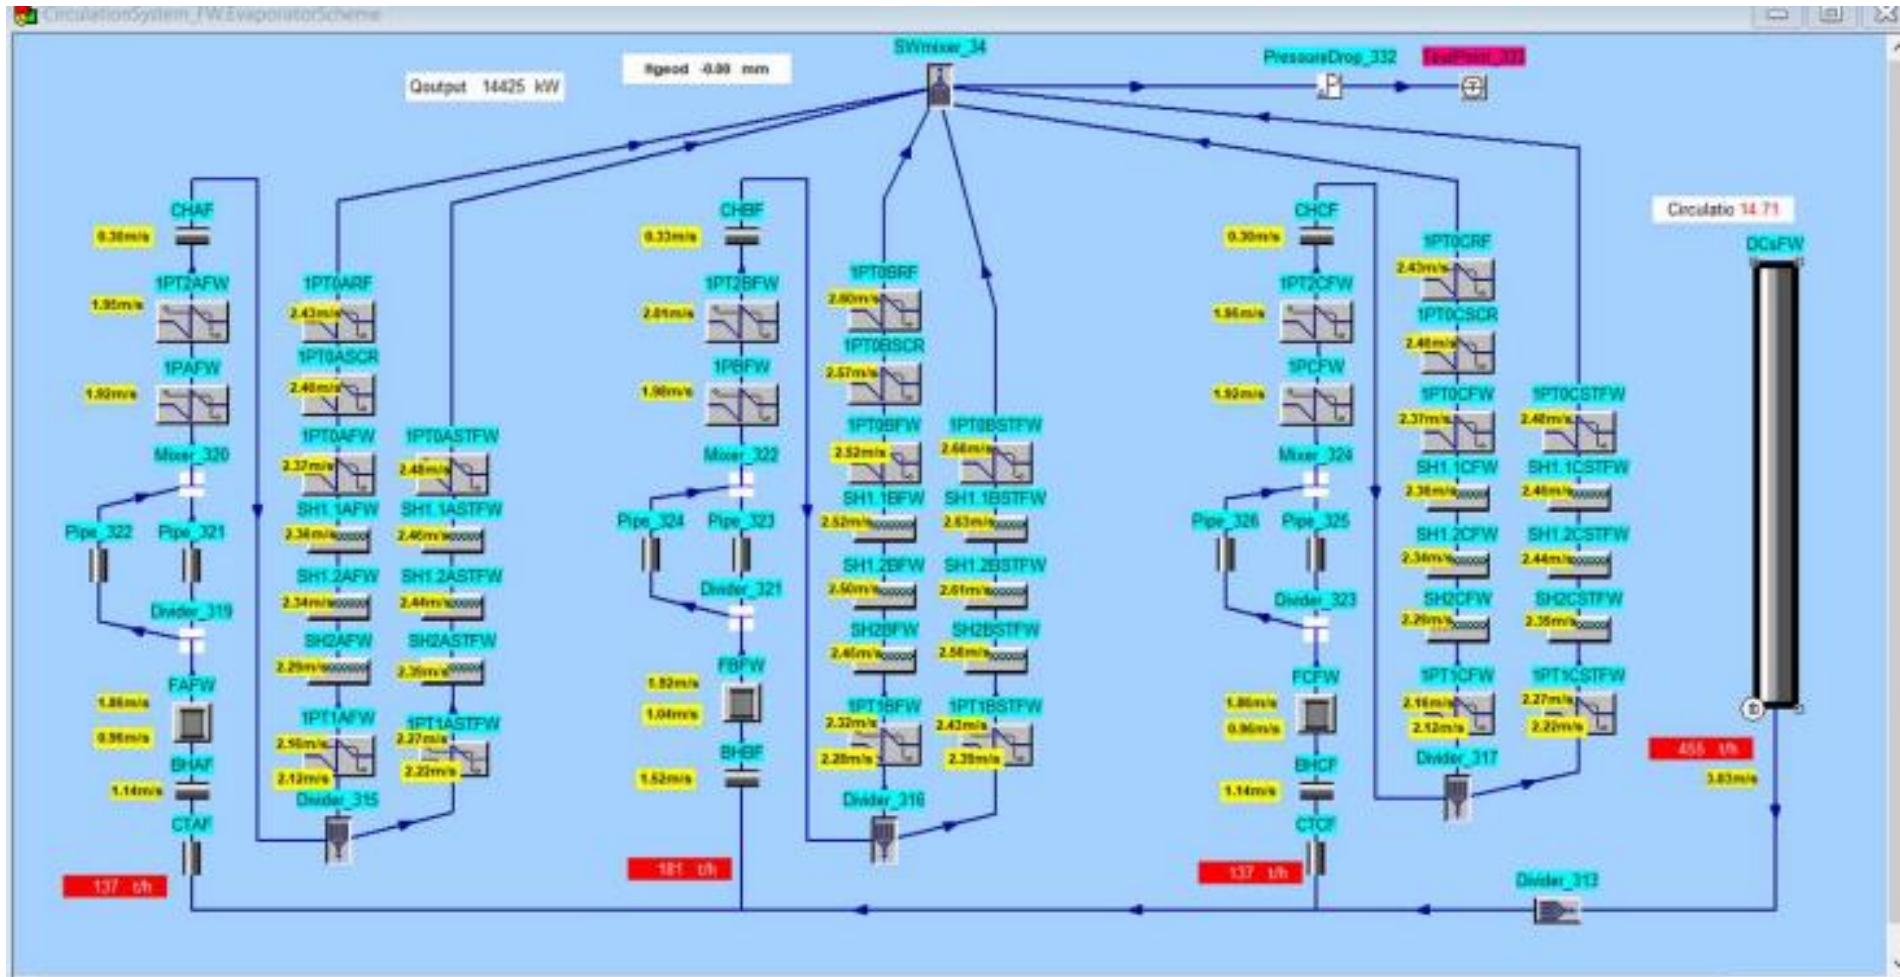 CirculationSystem_FW.EvaporatorScheme
SWmixer_34
Qoutput 14425 kW
Hgeod -0.00 mm
PressureDrop_332
TestPoint_333
Circulatio 14.71
DCsFW
455 t/h
3.03m/s
Divider_313
CHAF
0.30m/s
1PT2AFW
1.95m/s
1PAFW
1.92m/s
Mixer_320
Pipe_322
Pipe_321
Divider_319
FAFW
1.86m/s
0.96m/s
BHAF
1.14m/s
CTAF
137 t/h
1PT0ARF
2.43m/s
1PT0ASCR
2.40m/s
1PT0AFW
2.37m/s
SH1.1AFW
2.36m/s
SH1.2AFW
2.34m/s
SH2AFW
2.29m/s
1PT1AFW
2.16m/s
2.12m/s
Divider_315
1PT0ASTFW
2.48m/s
SH1.1ASTFW
2.46m/s
SH1.2ASTFW
2.44m/s
SH2ASTFW
2.39m/s
1PT1ASTFW
2.27m/s
2.22m/s
CHBF
0.33m/s
1PT2BFW
2.01m/s
1PBFW
1.98m/s
Mixer_322
Pipe_324
Pipe_323
Divider_321
FBFW
1.92m/s
1.04m/s
BHBF
1.52m/s
181 t/h
1PT0BRF
2.60m/s
1PT0BSCR
2.57m/s
1PT0BFW
2.52m/s
SH1.1BFW
2.52m/s
SH1.2BFW
2.50m/s
SH2BFW
2.45m/s
1PT1BFW
2.32m/s
2.28m/s
Divider_316
1PT0BSTFW
2.66m/s
SH1.1BSTFW
2.63m/s
SH1.2BSTFW
2.61m/s
SH2BSTFW
2.56m/s
1PT1BSTFW
2.43m/s
2.39m/s
CHCF
0.30m/s
1PT2CFW
1.95m/s
1PCFW
1.92m/s
Mixer_324
Pipe_326
Pipe_325
Divider_323
FCFW
1.86m/s
0.96m/s
BHCF
1.14m/s
CTCF
137 t/h
1PT0CRF
2.43m/s
1PT0CSCR
2.40m/s
1PT0CFW
2.37m/s
SH1.1CFW
2.36m/s
SH1.2CFW
2.34m/s
SH2CFW
2.29m/s
1PT1CFW
2.16m/s
2.12m/s
Divider_317
1PT0CSTFW
2.48m/s
SH1.1CSTFW
2.46m/s
SH1.2CSTFW
2.44m/s
SH2CSTFW
2.39m/s
1PT1CSTFW
2.27m/s
2.22m/s